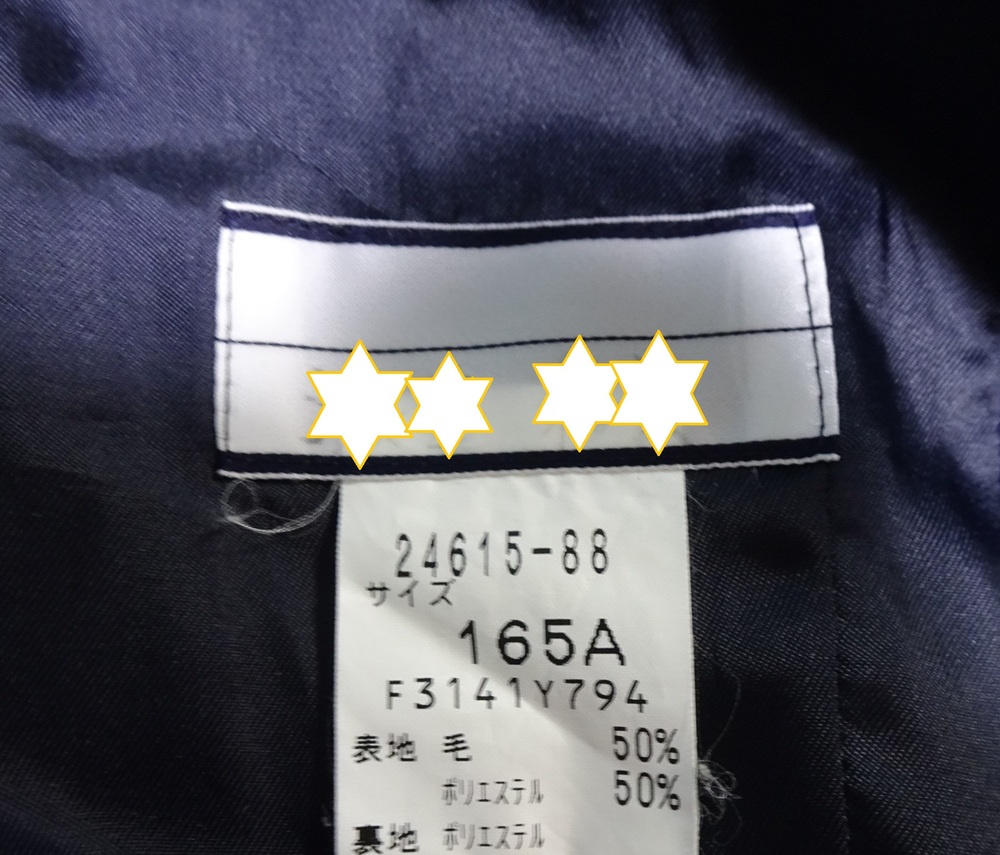 24615-88
サイズ
165A
F3141Y794
表地 毛 50%
ポリエステル 50%
裏地 ポリエステル